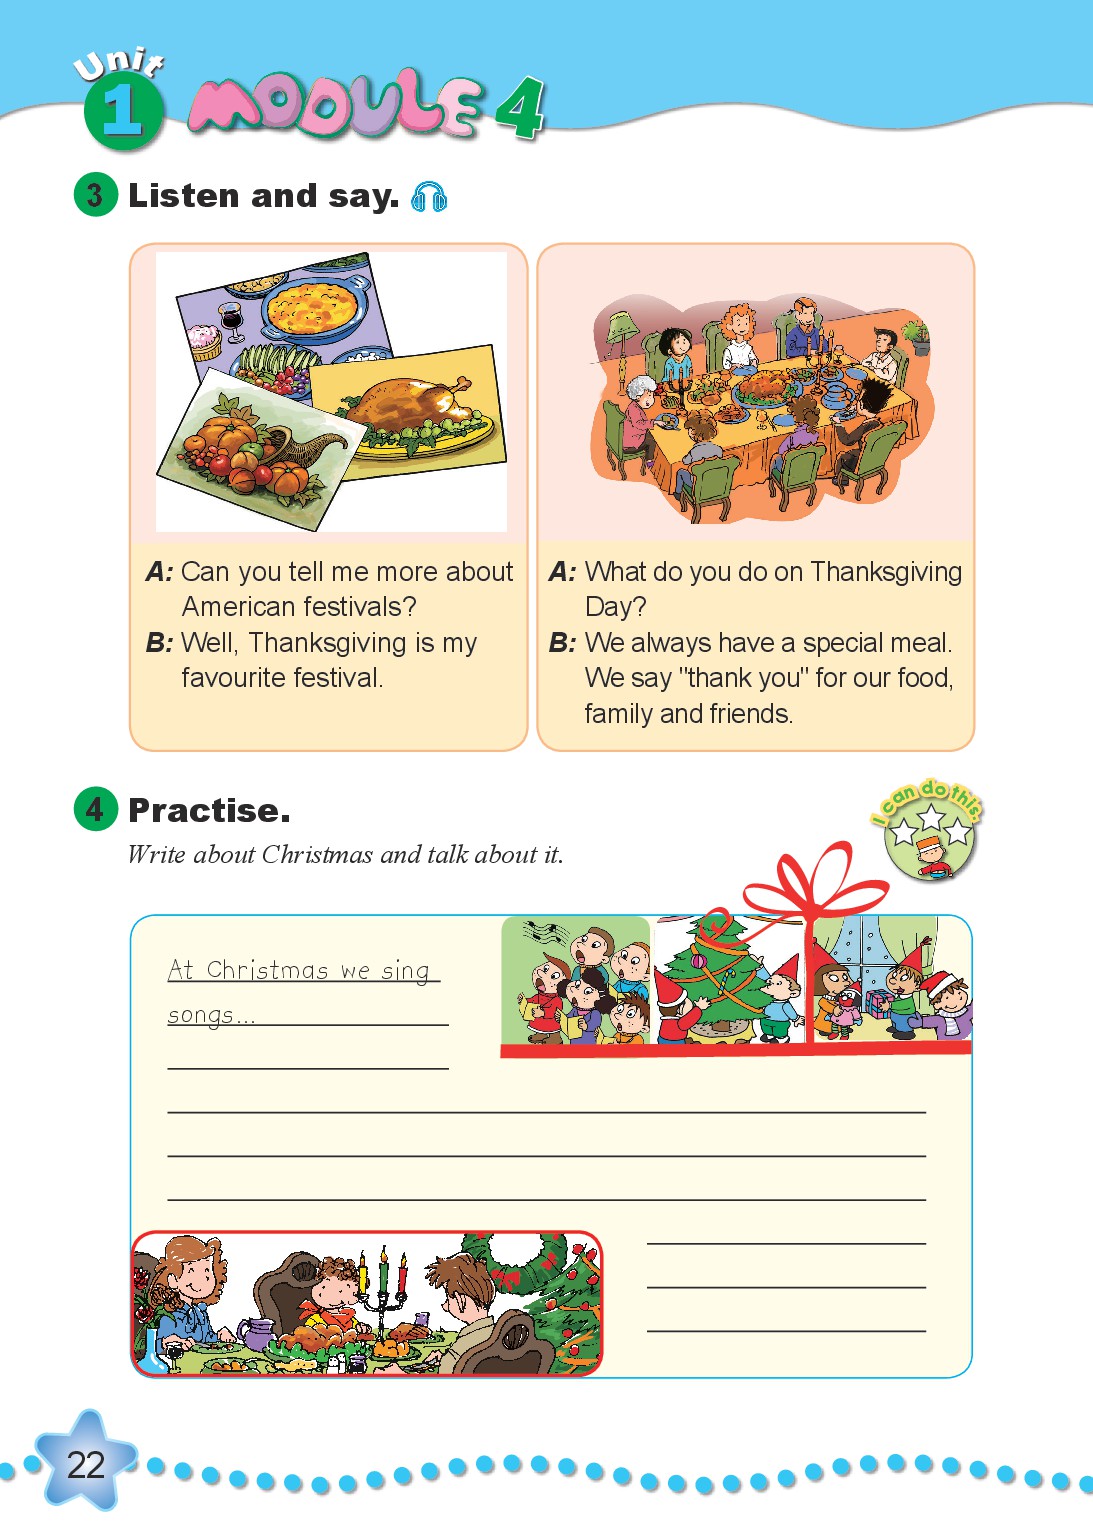 Unit
1 MODULE 4
3 Listen and say.
A: Can you tell me more about
American festivals?
B: Well, Thanksgiving is my
favourite festival.
A: What do you do on Thanksgiving
Day?
B: We always have a special meal.
We say "thank you" for our food,
family and friends.
4 Practise.
I can do this.
Write about Christmas and talk about it.
At Christmas we sing
songs...
22